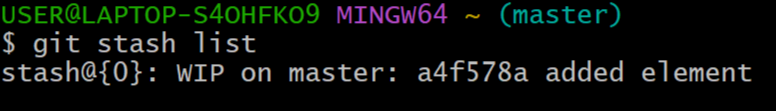 USER@LAPTOP-S4OHFKO9 MINGW64 ~ (master)
$ git stash list
stash@{0}: WIP on master: a4f578a added element